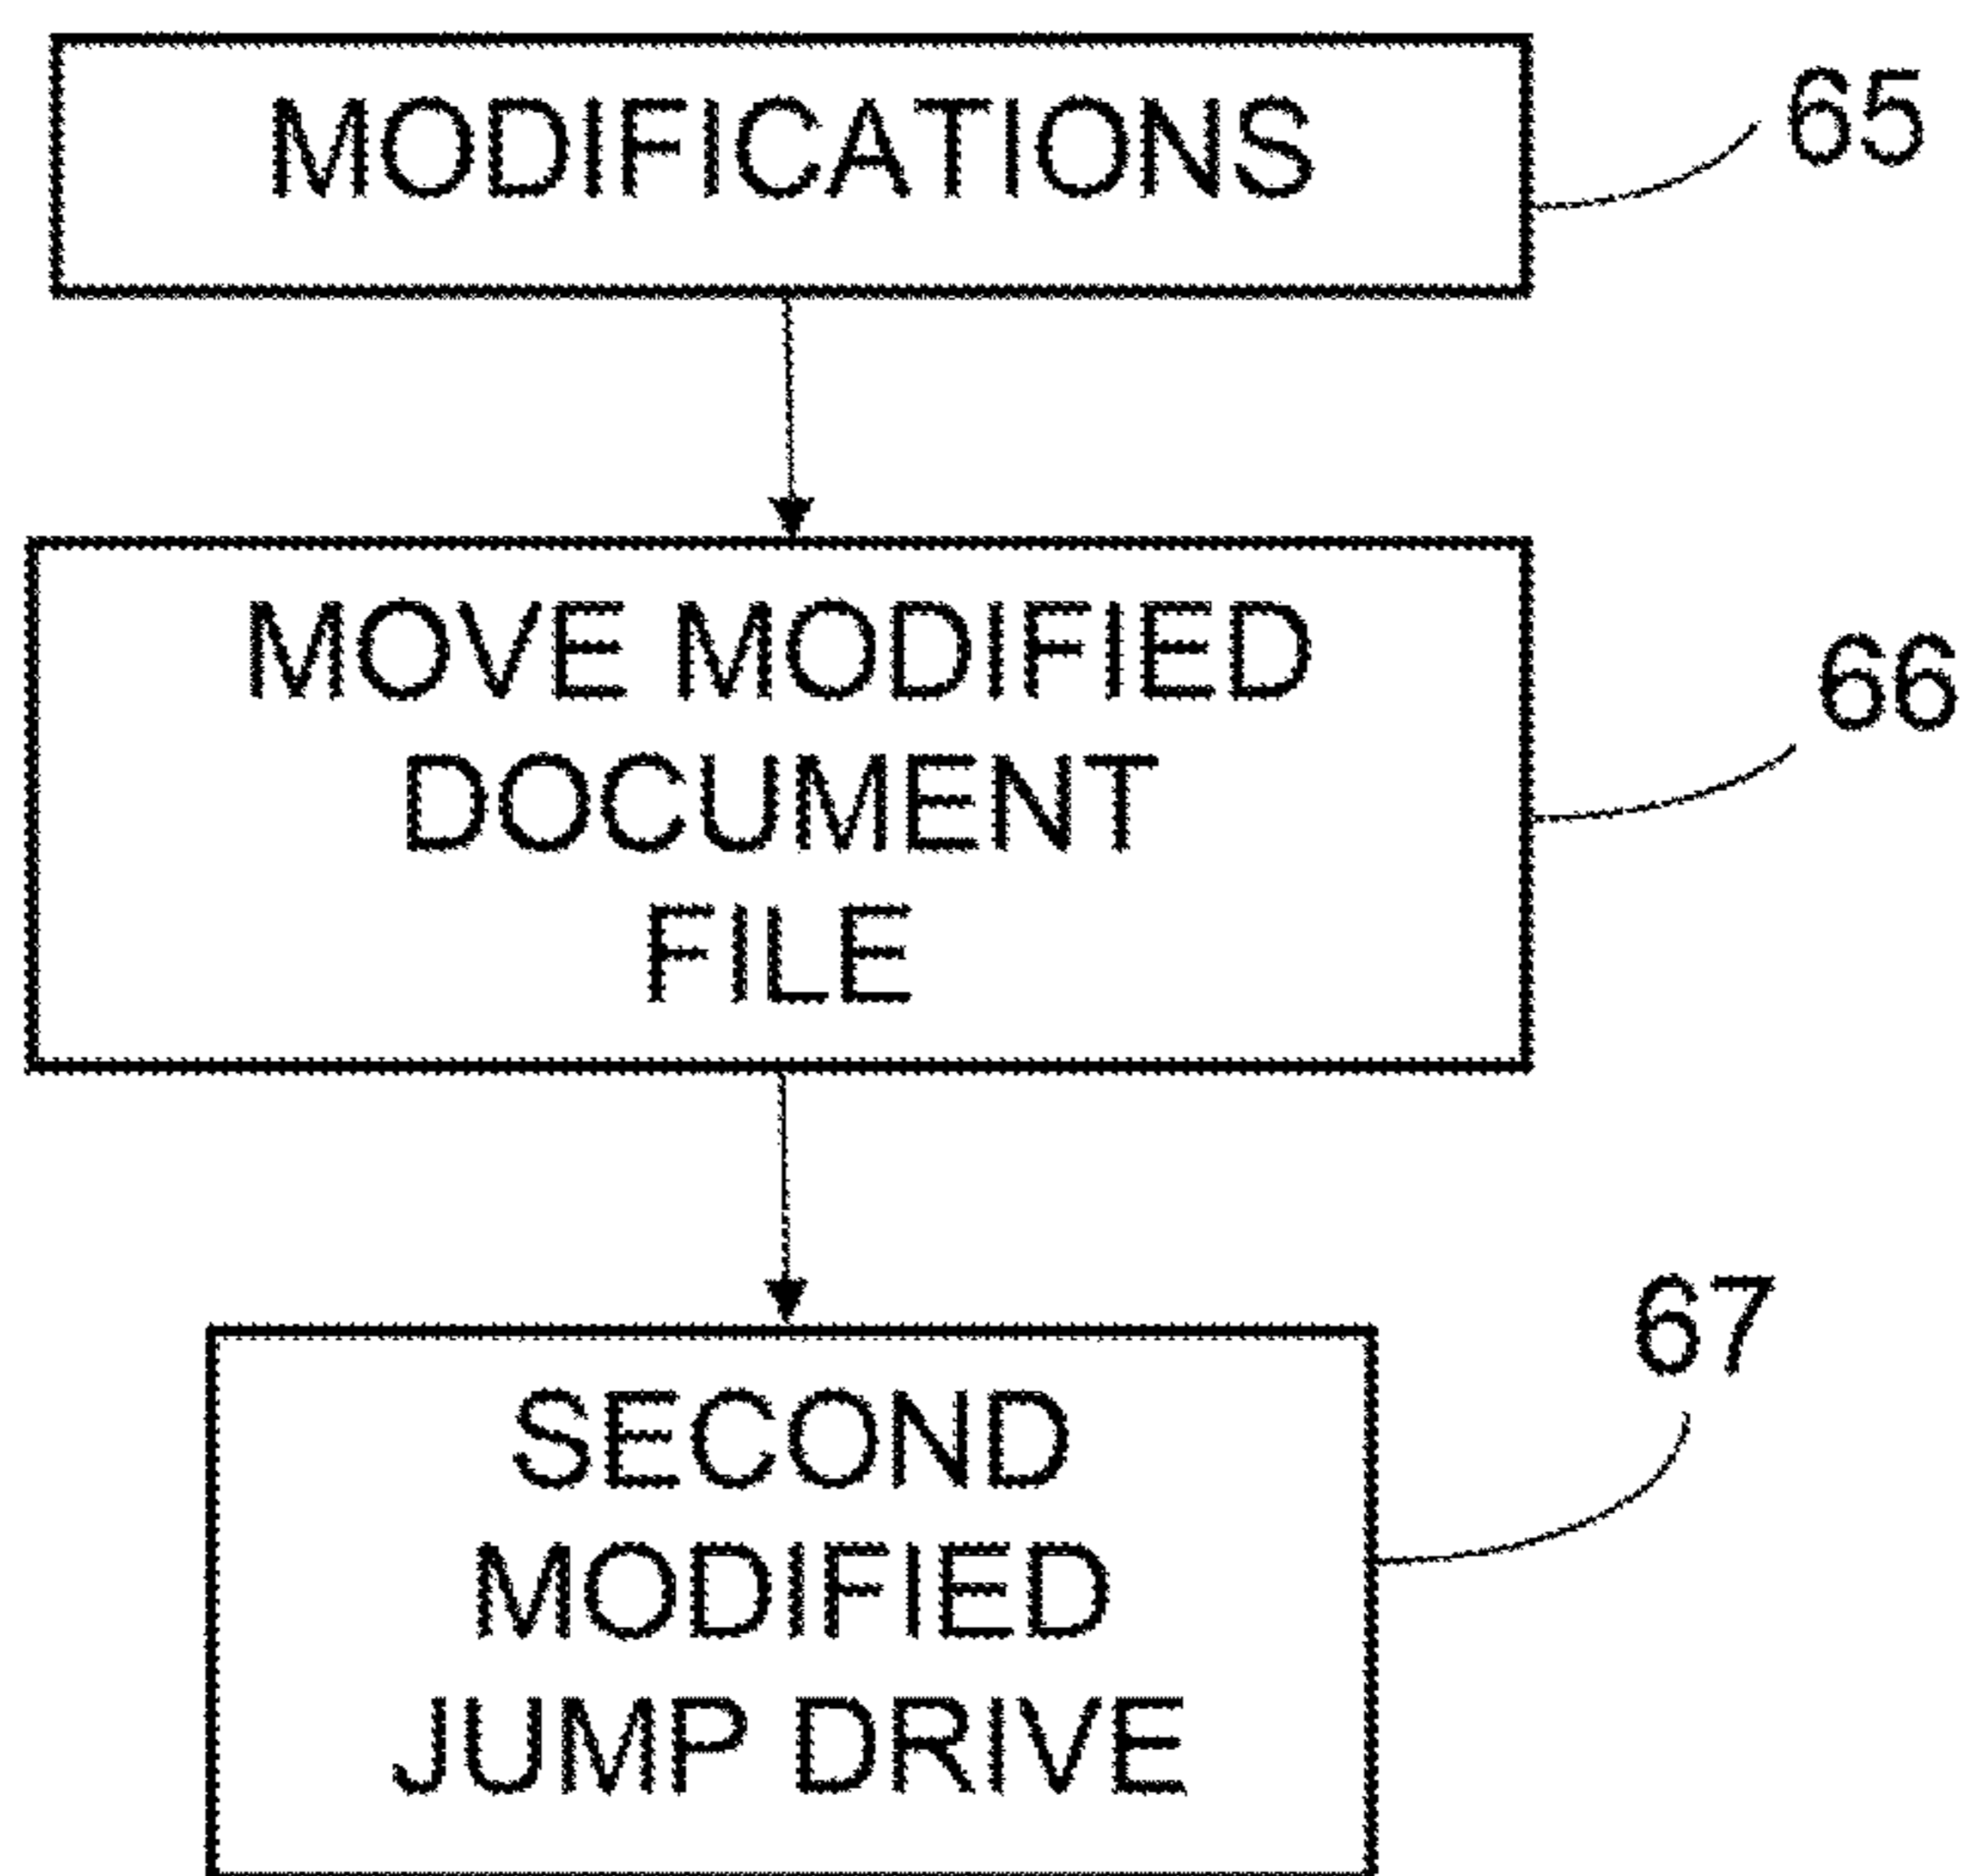 MODIFICATIONS
65
MOVE MODIFIED
DOCUMENT
FILE
66
SECOND
MODIFIED
JUMP DRIVE
67